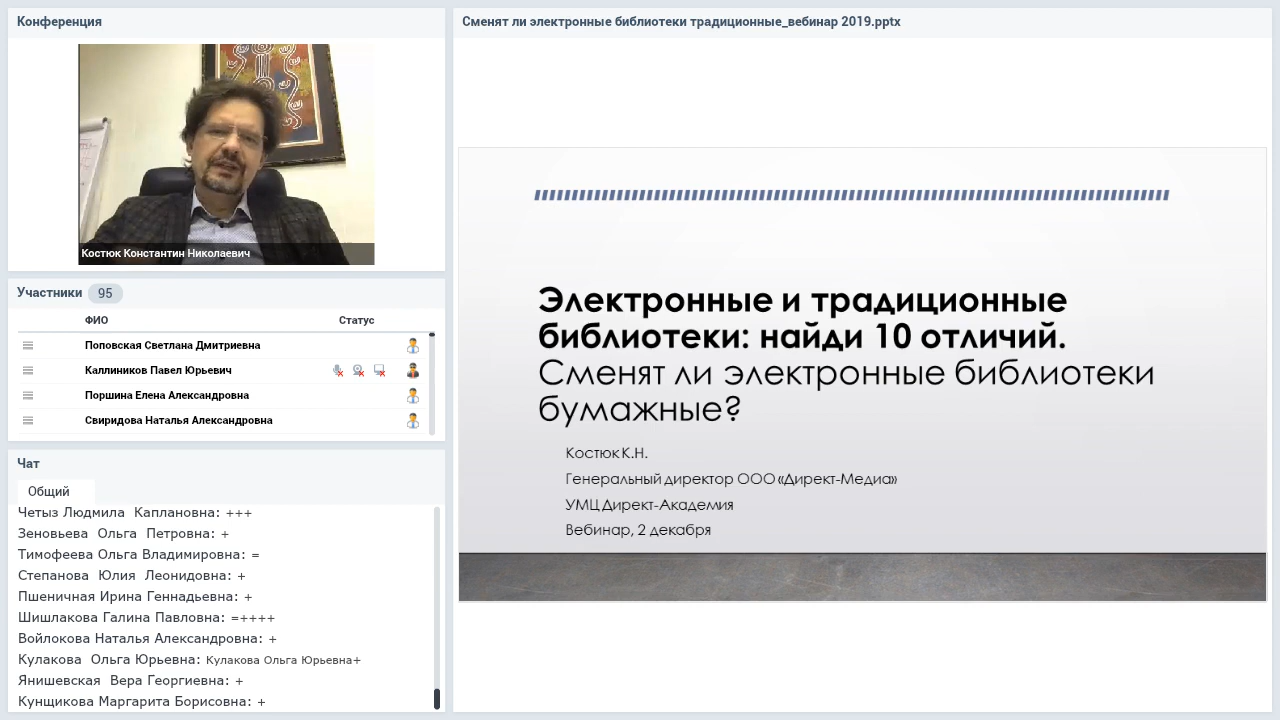 Конференция
Костюк Константин Николаевич
Участники 95
ФИО Статус
Поповская Светлана Дмитриевна
Каллиников Павел Юрьевич
Поршина Елена Александровна
Свиридова Наталья Александровна
Чат
Общий
Четыз Людмила Каплановна: +++
Зеновьева Ольга Петровна: +
Тимофеева Ольга Владимировна: =
Степанова Юлия Леонидовна: +
Пшеничная Ирина Геннадьевна: +
Шишлакова Галина Павловна: =++++
Войлокова Наталья Александровна: +
Кулакова Ольга Юрьевна: Кулакова Ольга Юрьевна+
Янишевская Вера Георгиевна: +
Кунщикова Маргарита Борисовна: +
Сменят ли электронные библиотеки традиционные_вебинар 2019.pptx
Электронные и традиционные
библиотеки: найди 10 отличий.
Сменят ли электронные библиотеки
бумажные?
Костюк К.Н.
Генеральный директор ООО «Директ-Медиа»
УМЦ Директ-Академия
Вебинар, 2 декабря